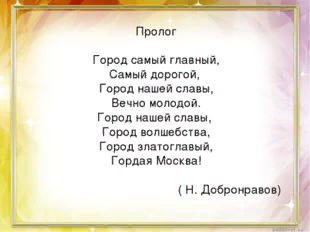 Пролог
Город самый главный,
Самый дорогой,
Город нашей славы,
Вечно молодой.
Город нашей славы,
Город волшебства,
Город златоглавый,
Гордая Москва!
( Н. Добронравов)